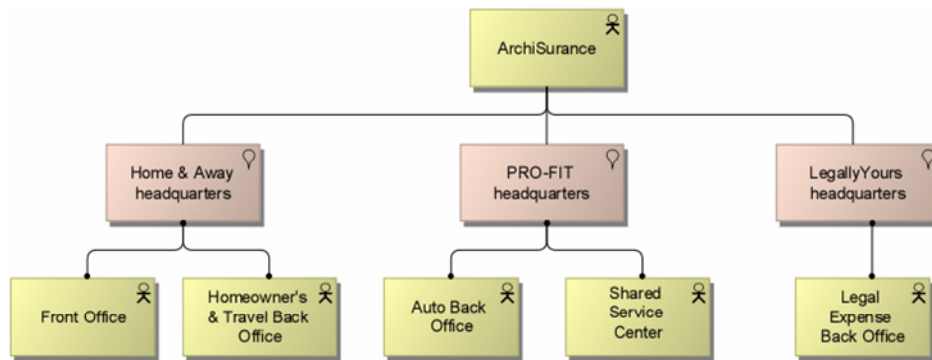 ArchiSurance
Home & Away
headquarters
PRO-FIT
headquarters
LegallyYours
headquarters
Front Office
Homeowner's
& Travel Back
Office
Auto Back
Office
Shared
Service
Center
Legal
Expense
Back Office